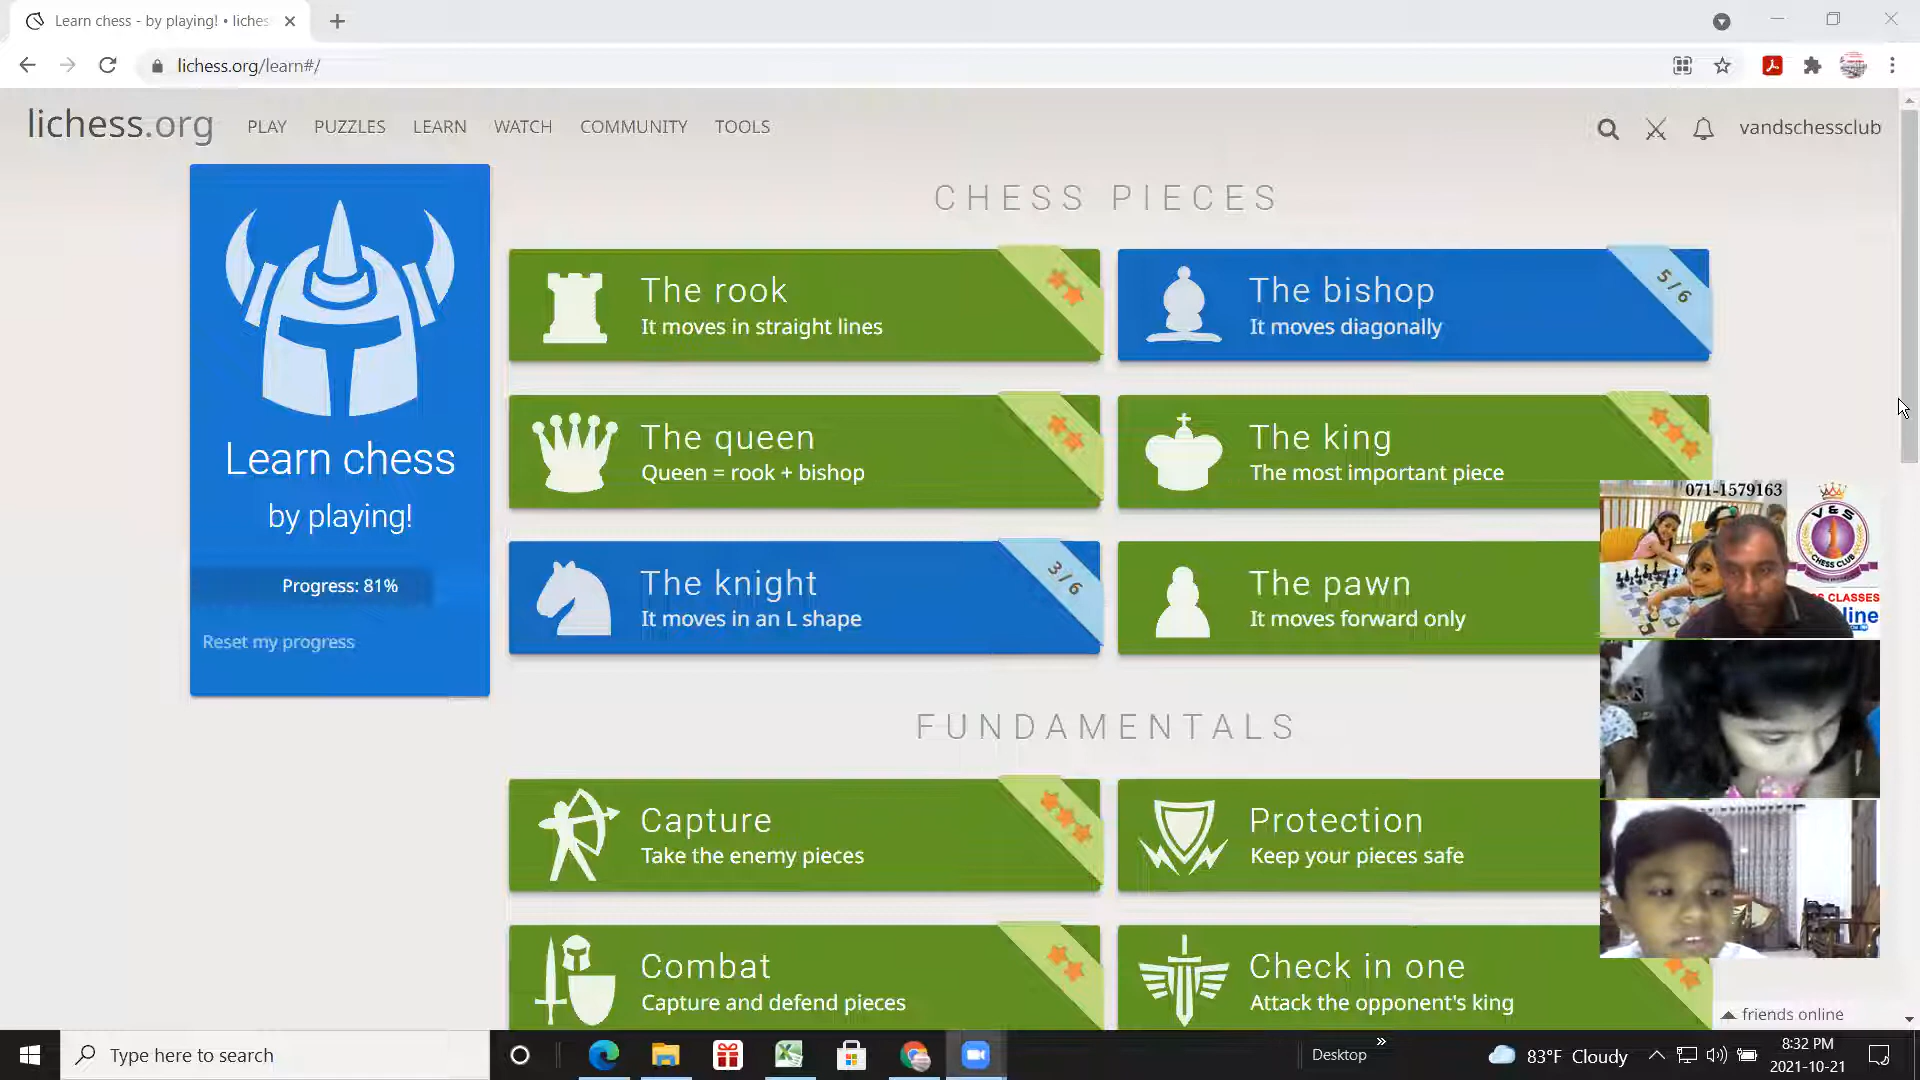 Learn chess - by playing! • liches
lichess.org/learn#/
lichess.org
PLAY
PUZZLES
LEARN
WATCH
COMMUNITY
TOOLS
vandschessclub
Learn chess
by playing!
Progress: 81%
Reset my progress
CHESS PIECES
The rook
It moves in straight lines
The bishop
It moves diagonally
5/6
The queen
Queen = rook + bishop
The king
The most important piece
The knight
It moves in an L shape
3/6
The pawn
It moves forward only
FUNDAMENTALS
Capture
Take the enemy pieces
Protection
Keep your pieces safe
Combat
Capture and defend pieces
Check in one
Attack the opponent's king
071-1579163
V & S
CHESS CLUB
S CLASSES
line
friends online
Type here to search
Desktop
83°F Cloudy
8:32 PM
2021-10-21